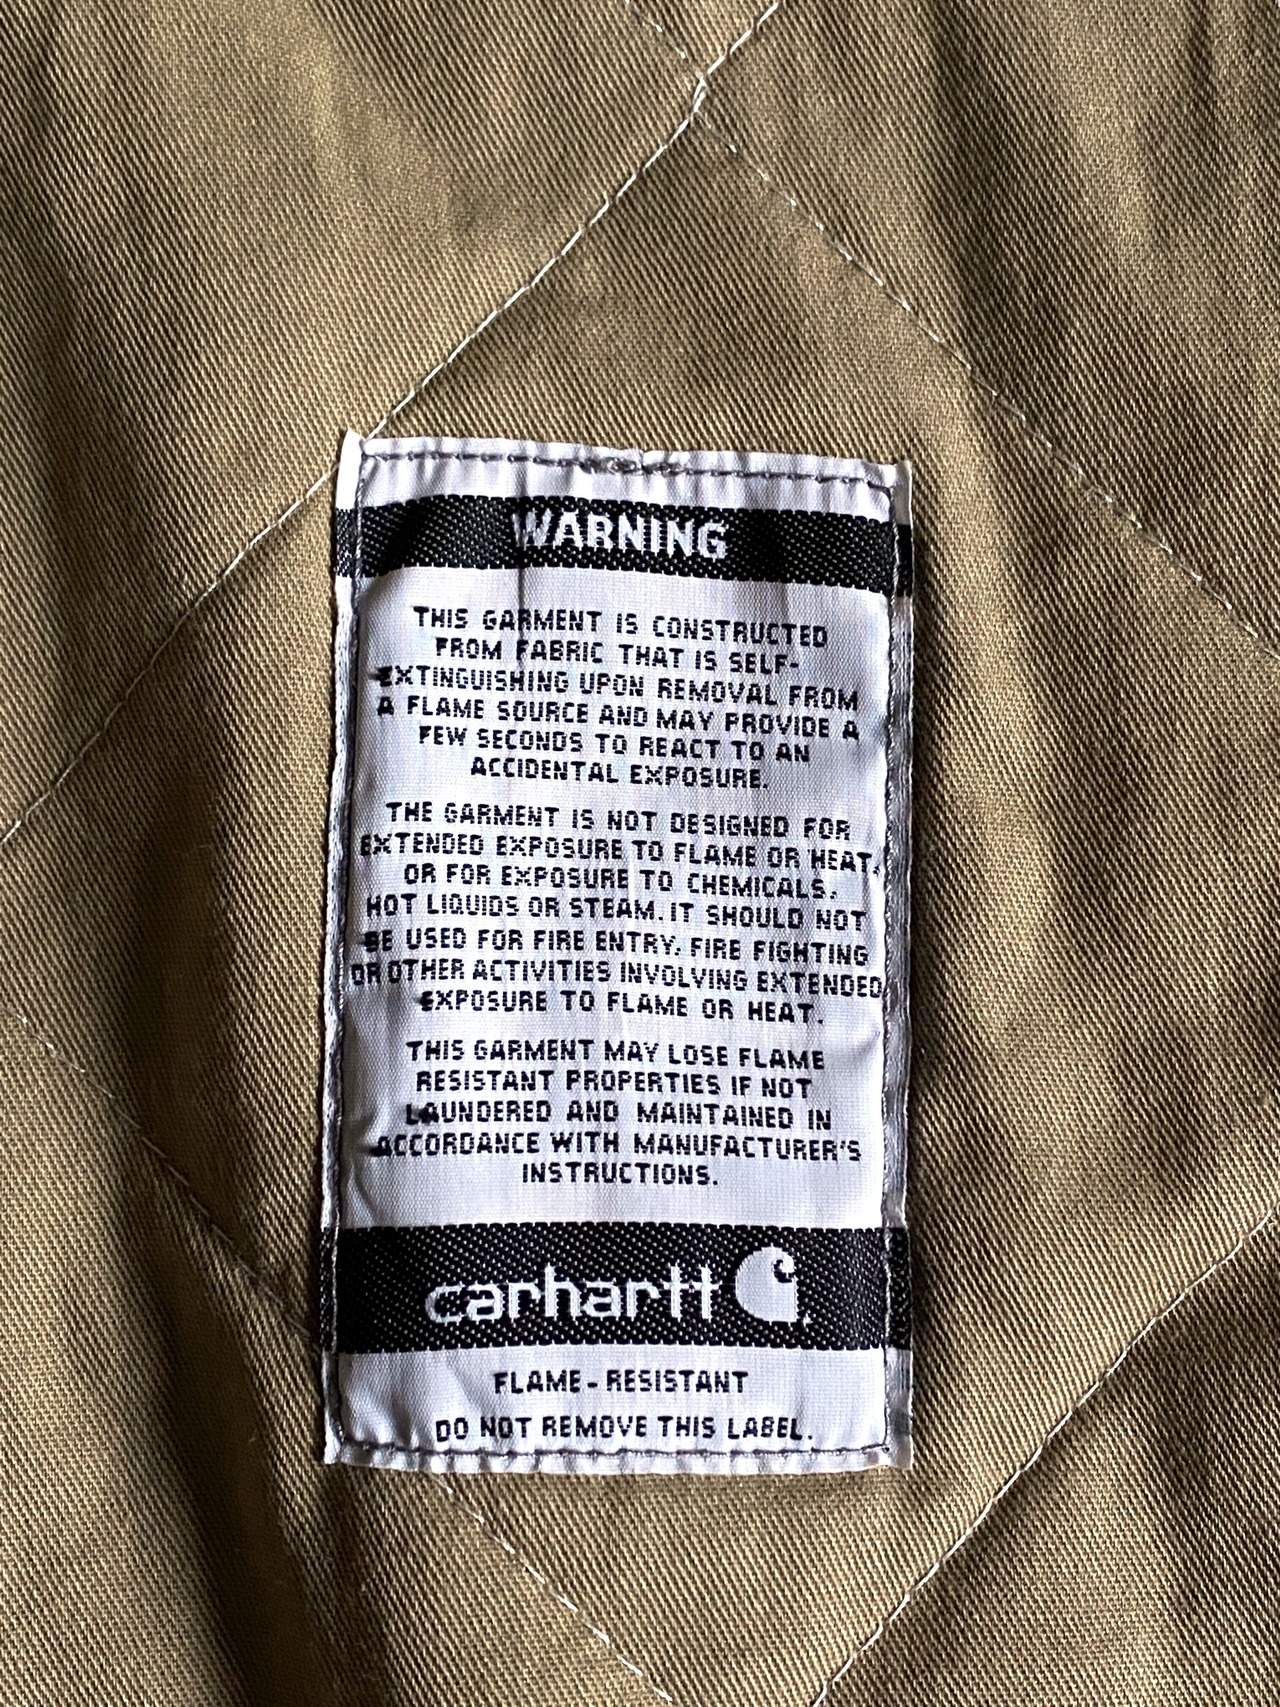 WARNING
THIS GARMENT IS CONSTRUCTED
FROM FABRIC THAT IS SELF-
EXTINGUISHING UPON REMOVAL FROM
A FLAME SOURCE AND MAY PROVIDE A
FEW SECONDS TO REACT TO AN
ACCIDENTAL EXPOSURE.
THE GARMENT IS NOT DESIGNED FOR
EXTENDED EXPOSURE TO FLAME OR HEAT,
OR FOR EXPOSURE TO CHEMICALS,
HOT LIQUIDS OR STEAM. IT SHOULD NOT
BE USED FOR FIRE ENTRY, FIRE FIGHTING
OR OTHER ACTIVITIES INVOLVING EXTENDED
EXPOSURE TO FLAME OR HEAT.
THIS GARMENT MAY LOSE FLAME
RESISTANT PROPERTIES IF NOT
LAUNDERED AND MAINTAINED IN
ACCORDANCE WITH MANUFACTURER'S
INSTRUCTIONS.
carhartt
FLAME-RESISTANT
DO NOT REMOVE THIS LABEL.